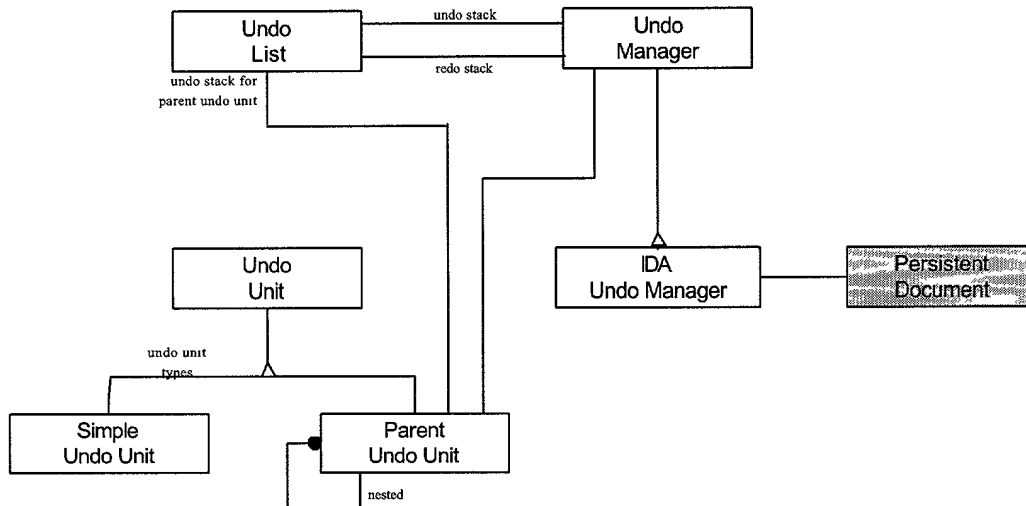 Undo
List
undo stack
redo stack
Undo
Manager
undo stack for
parent undo unit
Undo
Unit
IDA
Undo Manager
Persistent
Document
undo unit
types
Simple
Undo Unit
Parent
Undo Unit
nested